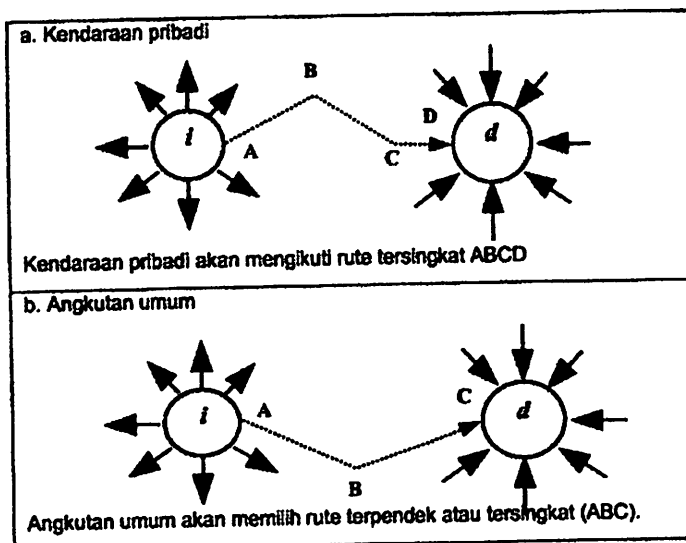 a. Kendaraan pribadi
B
i
A
D
d
C
Kendaraan pribadi akan mengikuti rute tersingkat ABCD
b. Angkutan umum
i
A
C
d
B
Angkutan umum akan memilih rute terpendek atau tersingkat (ABC).